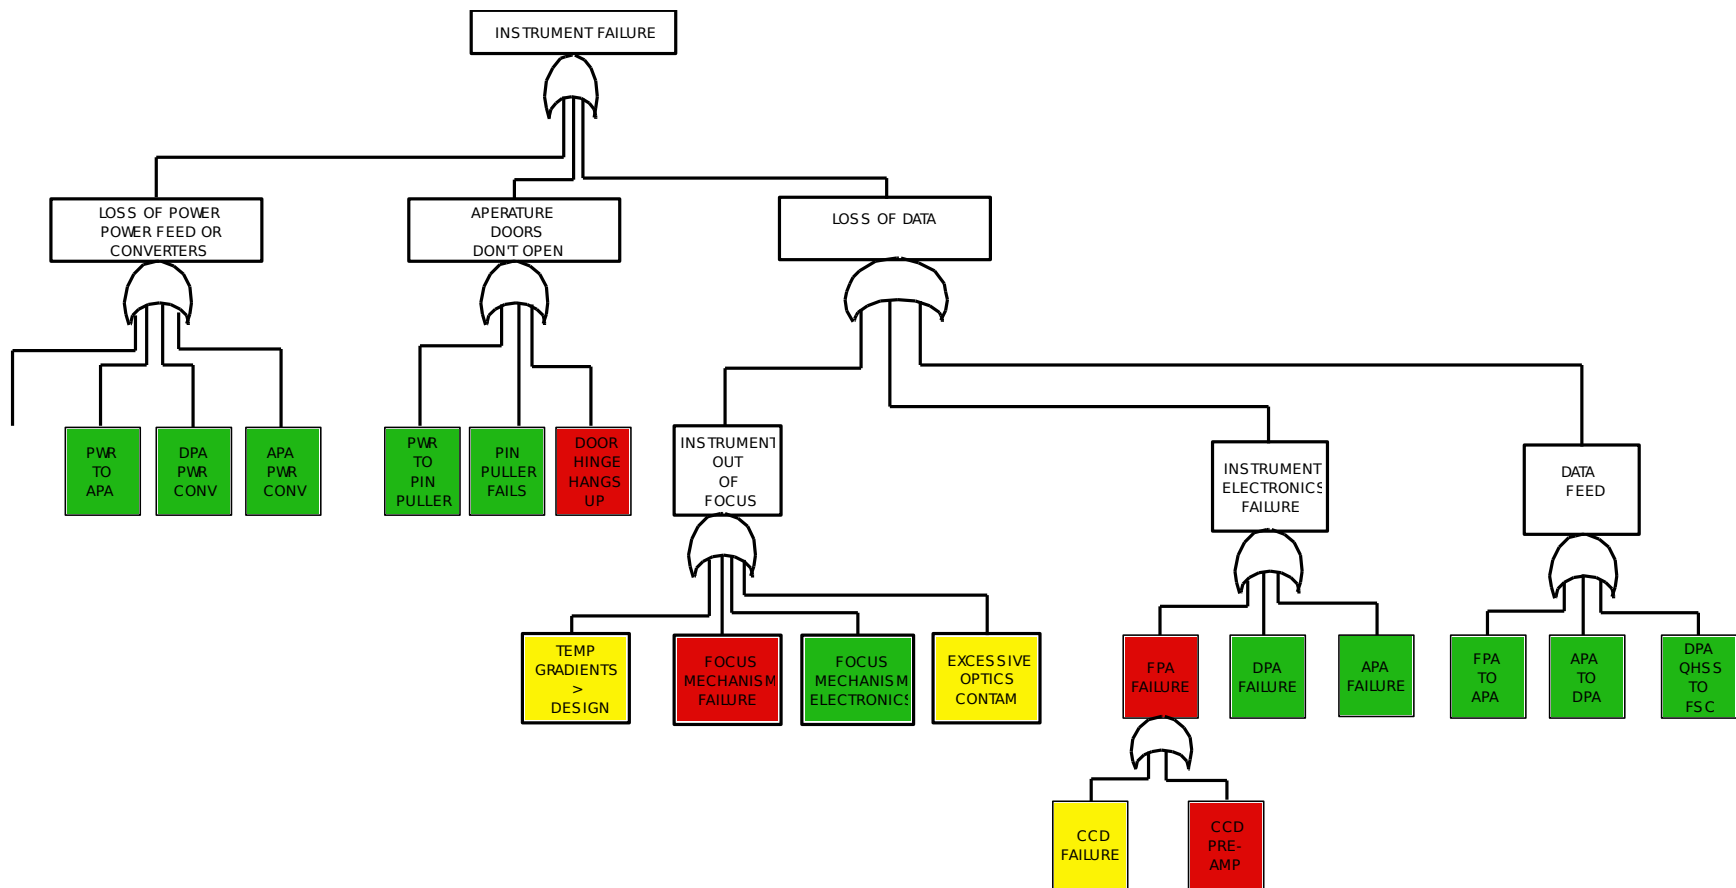 INSTRUMENT FAILURE
LOSS OF POWER
POWER FEED OR
CONVERTERS
APERATURE
DOORS
DON'T OPEN
LOSS OF DATA
PWR
TO
APA
DPA
PWR
CONV
APA
PWR
CONV
PWR
TO
PIN
PULLER
PIN
PULLER
FAILS
DOOR
HINGE
HANGS
UP
INSTRUMENT
OUT
OF
FOCUS
INSTRUMENT
ELECTRONICS
FAILURE
DATA
FEED
TEMP
GRADIENTS
>
DESIGN
FOCUS
MECHANISM
FAILURE
FOCUS
MECHANISM
ELECTRONICS
EXCESSIVE
OPTICS
CONTAM
FPA
FAILURE
DPA
FAILURE
APA
FAILURE
FPA
TO
APA
APA
TO
DPA
DPA
QHSS
TO
FSC
CCD
FAILURE
CCD
PRE-
AMP